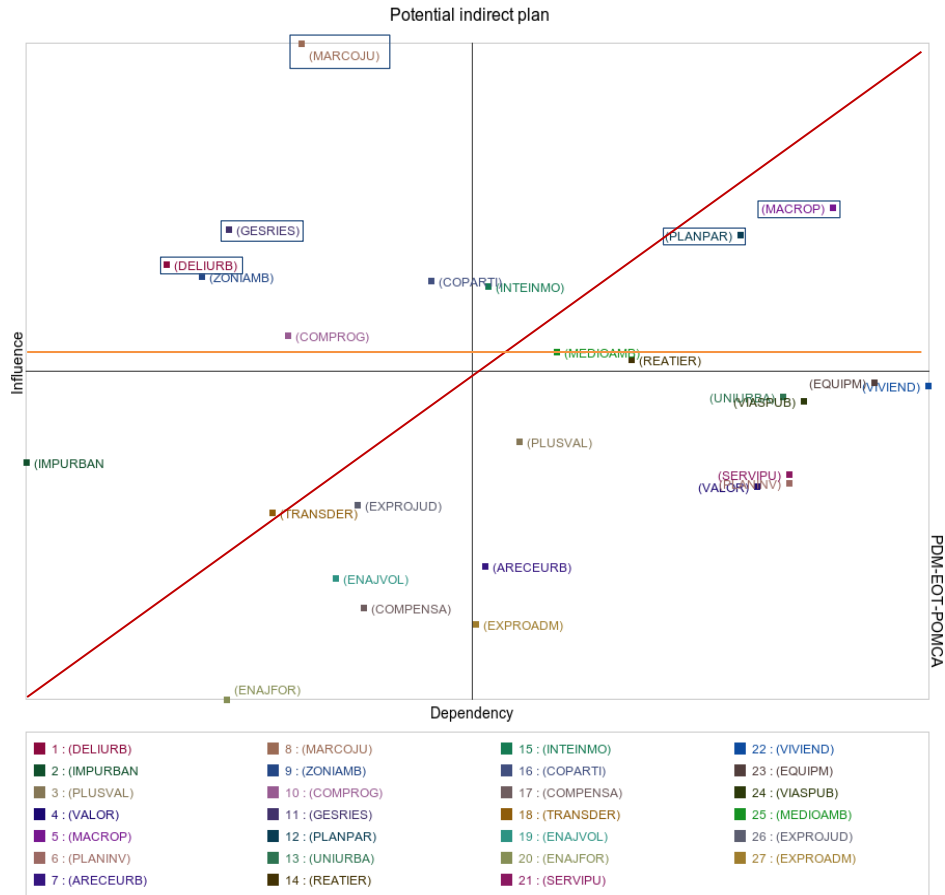 Potential indirect plan
(MARCOJU)
(MACROP)
(GESRIES)
(PLANPAR)
(DELIURB)
(ZONIAMB)
(COPARTI)
(INTEINMO)
(COMPROG)
Influence
(MEDIOAMB)
(REATIER)
(EQUIPM)
(VIVIEND)
(UNIURBA)
(VIASPUB)
(PLUSVAL)
(IMPURBAN
(SERVIPU)
(PLANINV)
(VALOR)
(EXPROJUD)
(TRANSDER)
PDM-EOT-POMCA
(ARECEURB)
(ENAJVOL)
(COMPENSA)
(EXPROADM)
(ENAJFOR)
Dependency
1 : (DELIURB)
2 : (IMPURBAN
3 : (PLUSVAL)
4 : (VALOR)
5 : (MACROP)
6 : (PLANINV)
7 : (ARECEURB)
8 : (MARCOJU)
9 : (ZONIAMB)
10 : (COMPROG)
11 : (GESRIES)
12 : (PLANPAR)
13 : (UNIURBA)
14 : (REATIER)
15 : (INTEINMO)
16 : (COPARTI)
17 : (COMPENSA)
18 : (TRANSDER)
19 : (ENAJVOL)
20 : (ENAJFOR)
21 : (SERVIPU)
22 : (VIVIEND)
23 : (EQUIPM)
24 : (VIASPUB)
25 : (MEDIOAMB)
26 : (EXPROJUD)
27 : (EXPROADM)